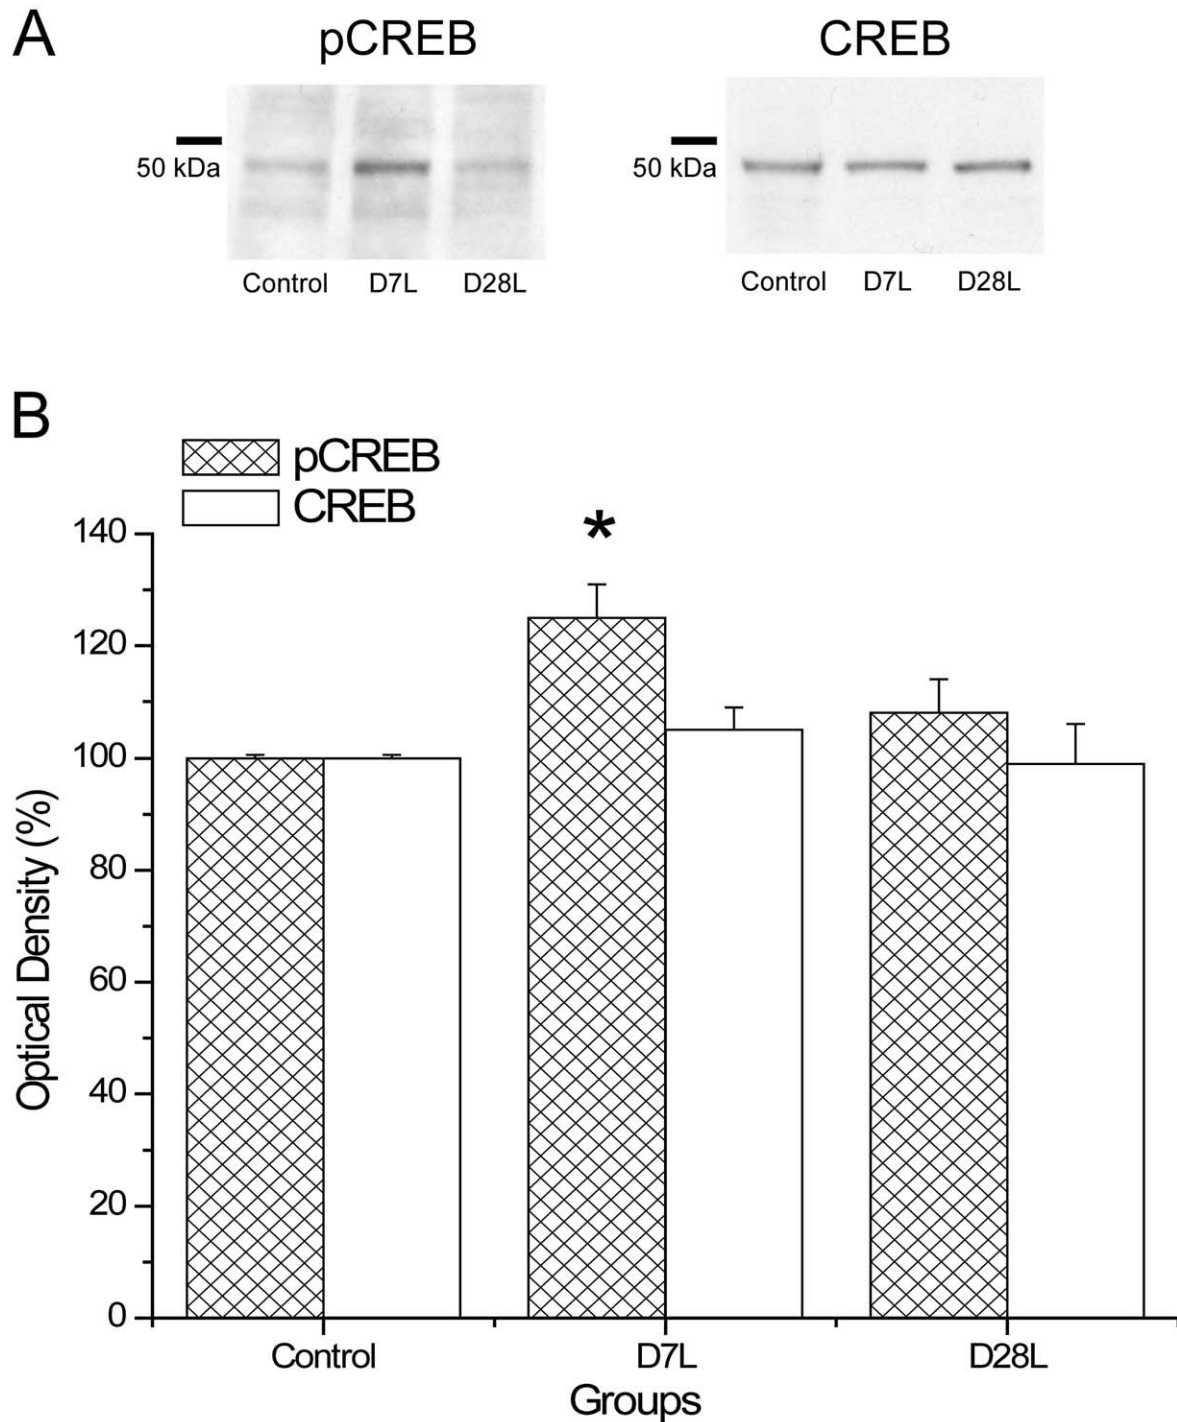 A
pCREB
CREB
50 kDa
50 kDa
Control D7L D28L
Control D7L D28L
B
pCREB
CREB
*
140
120
100
80
60
40
20
0
Optical Density (%)
Control D7L D28L
Groups